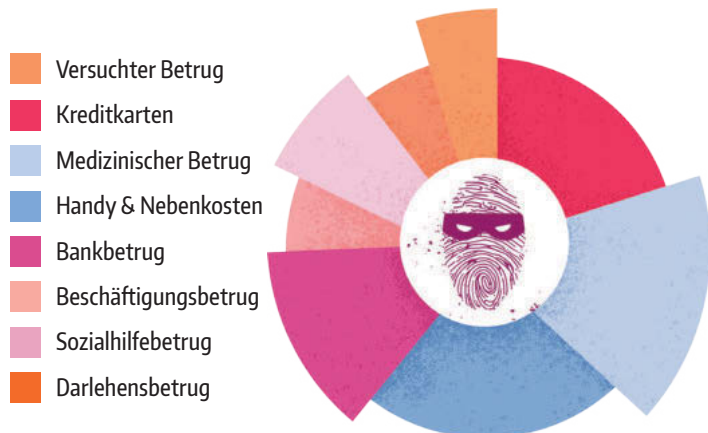 Versuchter Betrug
Kreditkarten
Medizinischer Betrug
Handy & Nebenkosten
Bankbetrug
Beschäftigungsbetrug
Sozialhilfebetrug
Darlehensbetrug